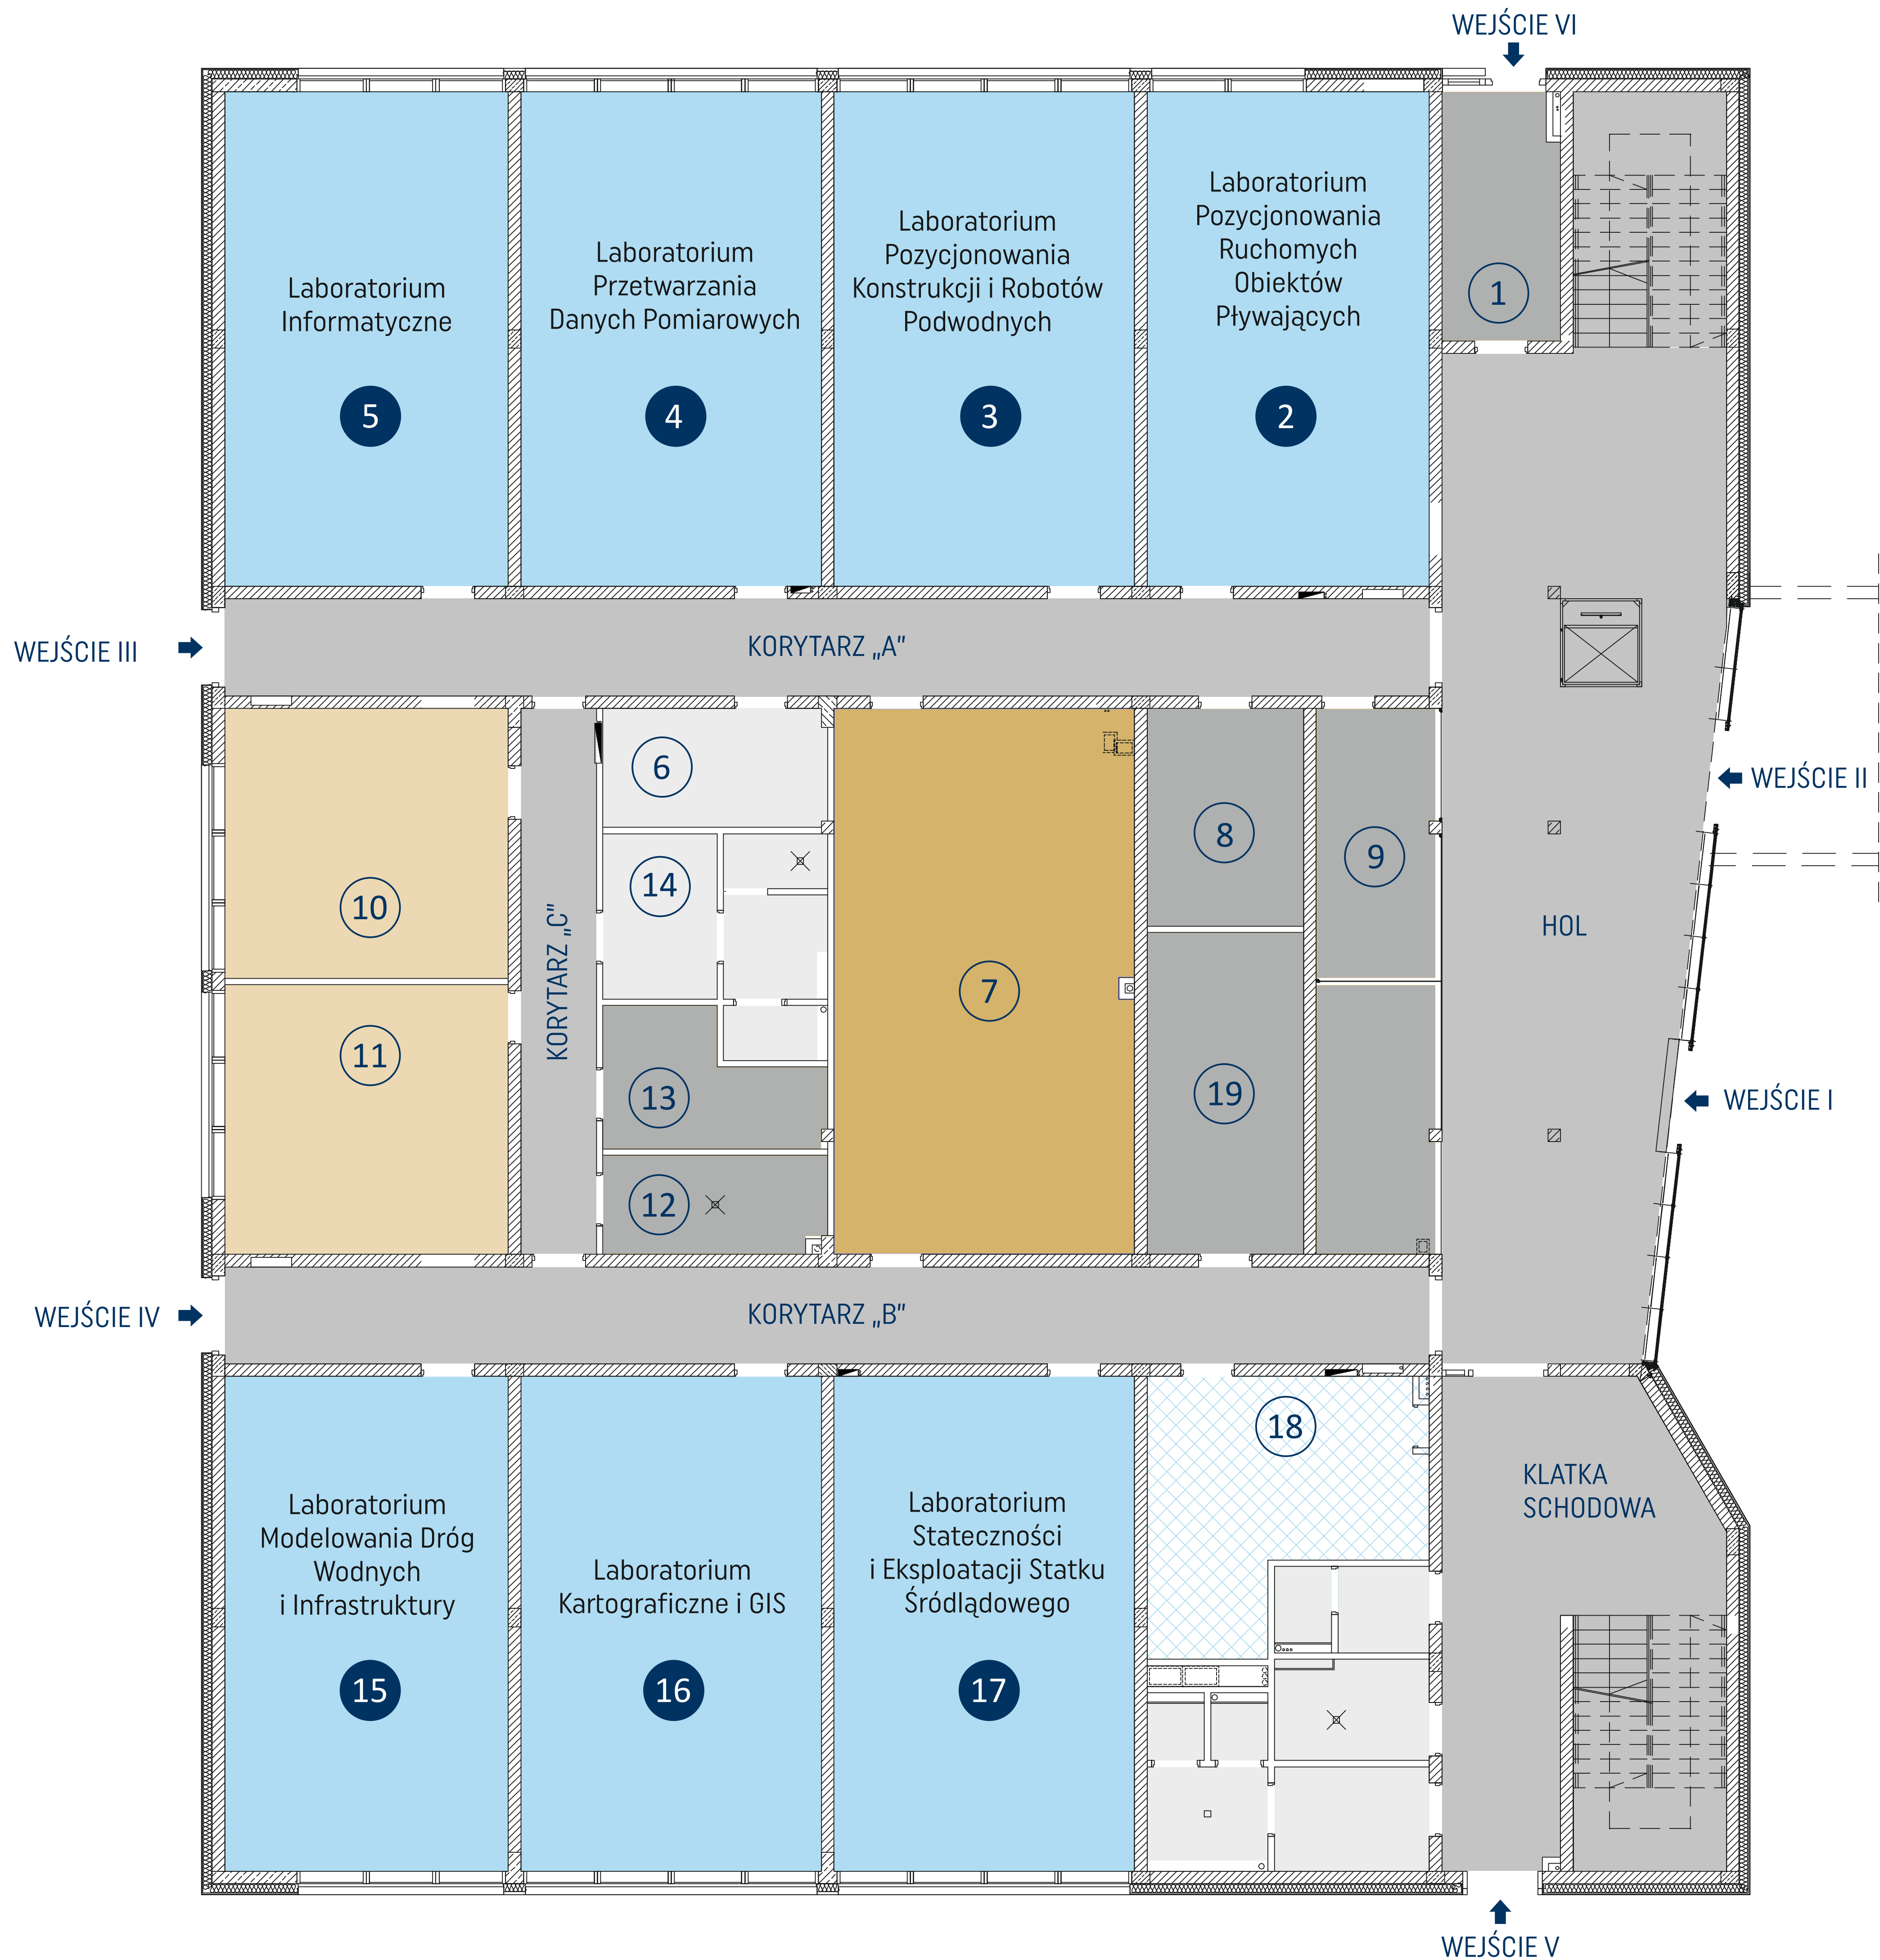 WEJŚCIE VI
Laboratorium
Informatyczne
5
Laboratorium
Przetwarzania
Danych Pomiarowych
4
Laboratorium
Pozycjonowania
Konstrukcji i Robotów
Podwodnych
3
Laboratorium
Pozycjonowania
Ruchomych
Obiektów
Pływających
2
1
WEJŚCIE III
KORYTARZ „A”
6
14
13
12
10
11
KORYTARZ „C”
7
8
19
9
HOL
WEJŚCIE II
WEJŚCIE I
WEJŚCIE IV
KORYTARZ „B”
Laboratorium
Modelowania Dróg
Wodnych
i Infrastruktury
15
Laboratorium
Kartograficzne i GIS
16
Laboratorium
Stateczności
i Eksploatacji Statku
Śródlądowego
17
18
KLATKA
SCHODOWA
WEJŚCIE V